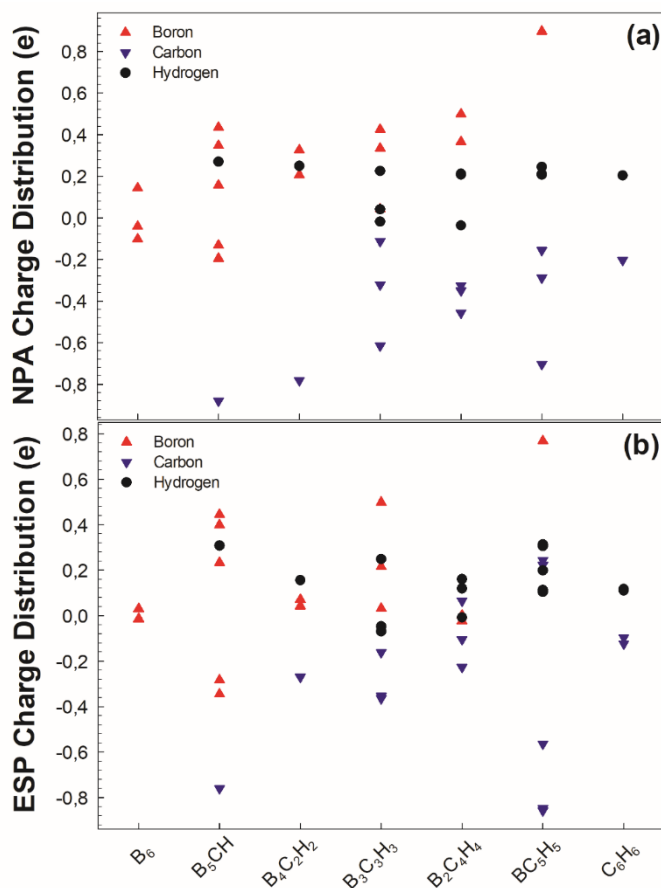 (a)
NPA Charge Distribution (e)
Boron
Carbon
Hydrogen
0,8
0,6
0,4
0,2
0,0
-0,2
-0,4
-0,6
-0,8
(b)
ESP Charge Distribution (e)
Boron
Carbon
Hydrogen
0,8
0,6
0,4
0,2
0,0
-0,2
-0,4
-0,6
-0,8
B₆
B₅CH
B₄C₂H₂
B₃C₃H₃
B₂C₄H₄
BC₅H₅
C₆H₆